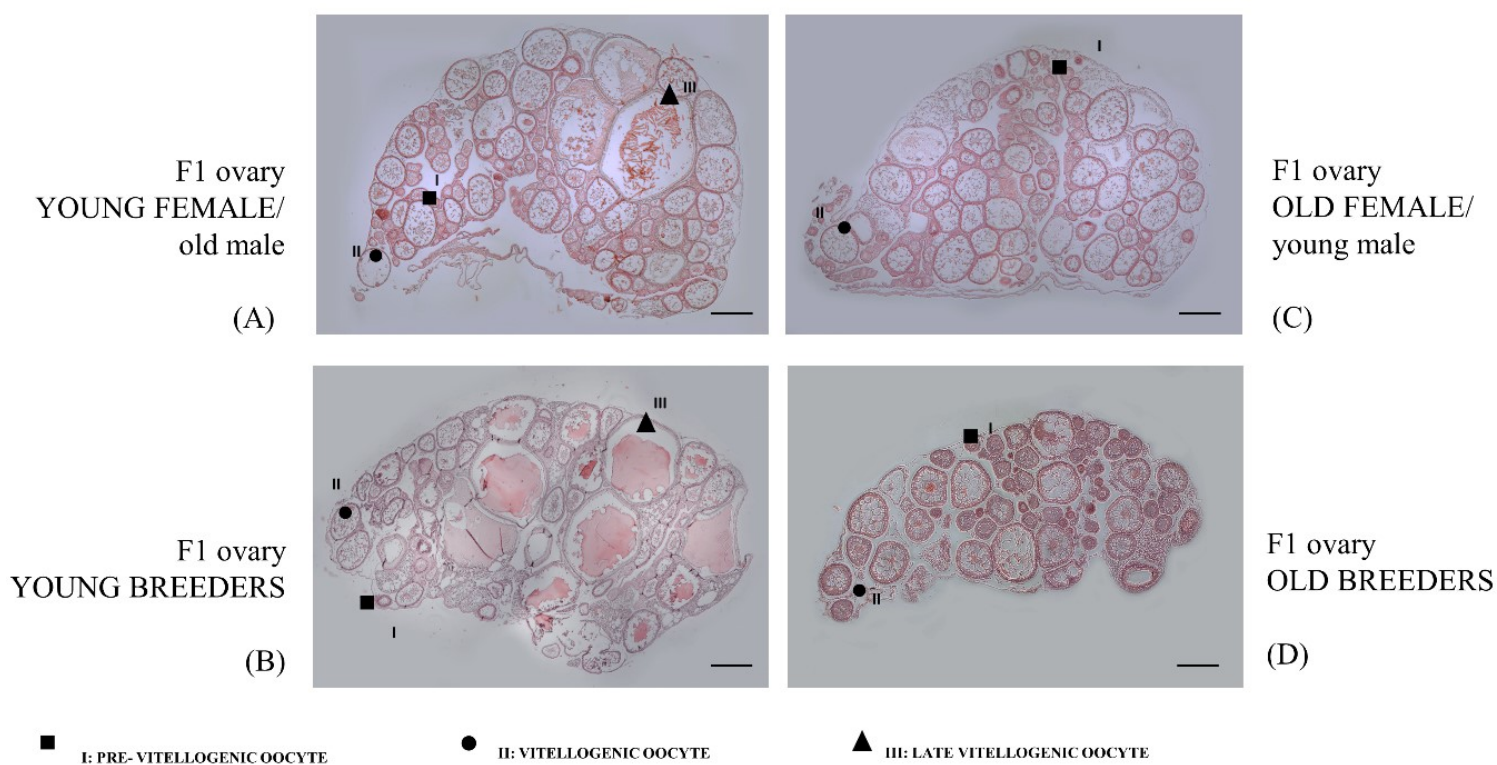 F1 ovary
YOUNG FEMALE/
old male
(A)
I
II
III
F1 ovary
OLD FEMALE/
young male
(C)
I
II
F1 ovary
YOUNG BREEDERS
(B)
III
II
I
F1 ovary
OLD BREEDERS
(D)
I
II
I: PRE- VITELLOGENIC OOCYTE
II: VITELLOGENIC OOCYTE
III: LATE VITELLOGENIC OOCYTE